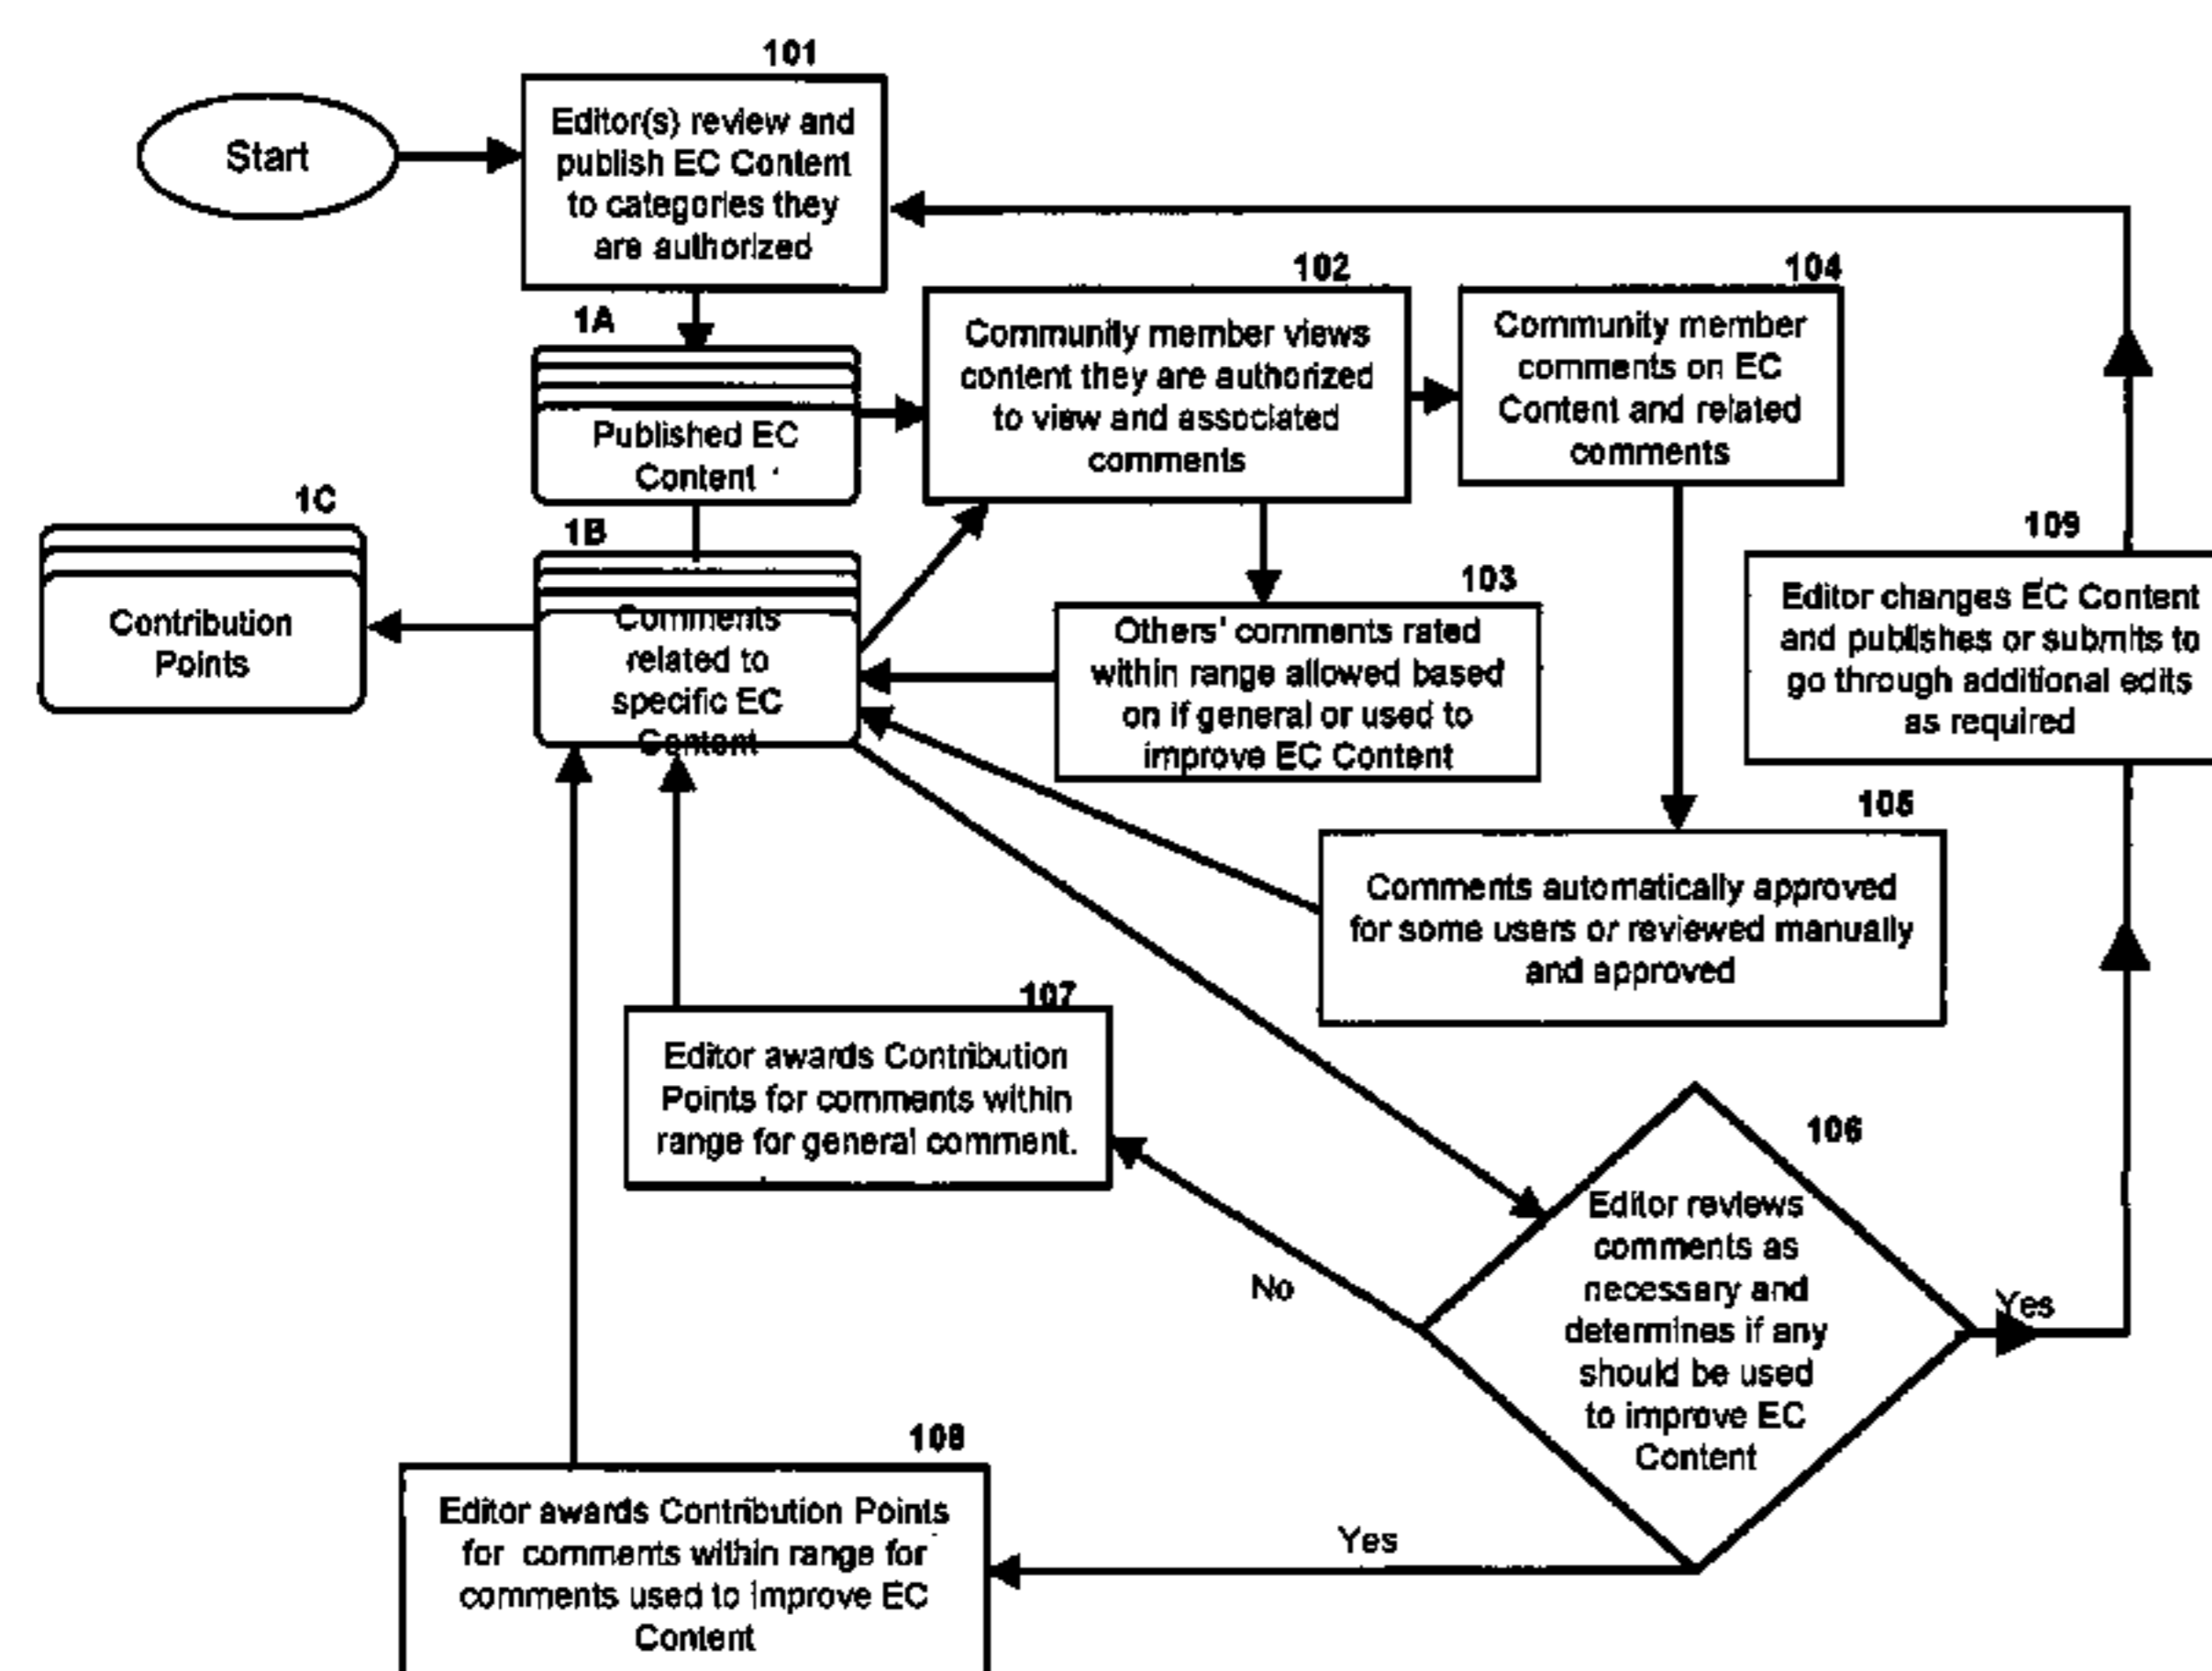 101
Start
Editor(s) review and
publish EC Content
to categories they
are authorized
102
104
1A
Community member views
content they are authorized
to view and associated
comments
Community member
comments on EC
Content and related
comments
Published EC
Content
1C
1B
109
Contribution
Points
Comments
related to
specific EC
Content
103
Others' comments rated
within range allowed based
on if general or used to
improve EC Content
Editor changes EC Content
and publishes or submits to
go through additional edits
as required
105
Comments automatically approved
for some users or reviewed manually
and approved
107
Editor awards Contribution
Points for comments within
range for general comment.
106
Editor reviews
comments as
necessary and
determines if any
should be used
to improve EC
Content
No
Yes
108
Editor awards Contribution Points
for comments within range for
comments used to improve EC
Content
Yes